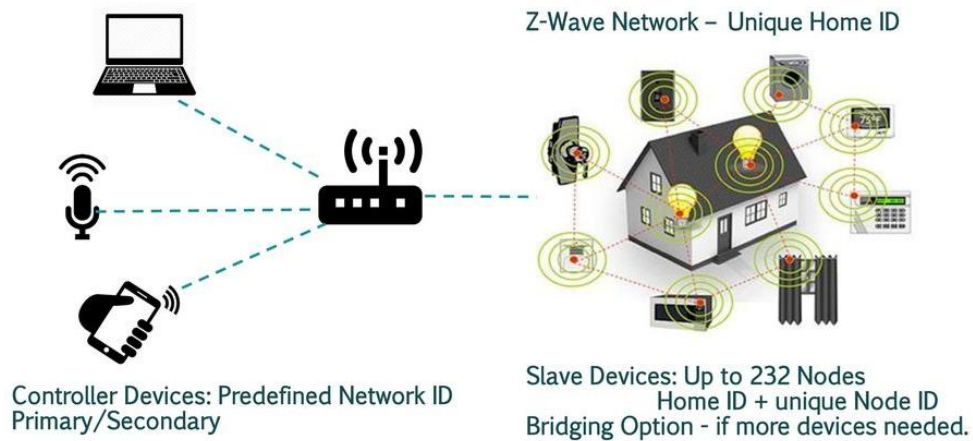 Z-Wave Network – Unique Home ID
75°F
Controller Devices: Predefined Network ID
Primary/Secondary
Slave Devices: Up to 232 Nodes
Home ID + unique Node ID
Bridging Option - if more devices needed.